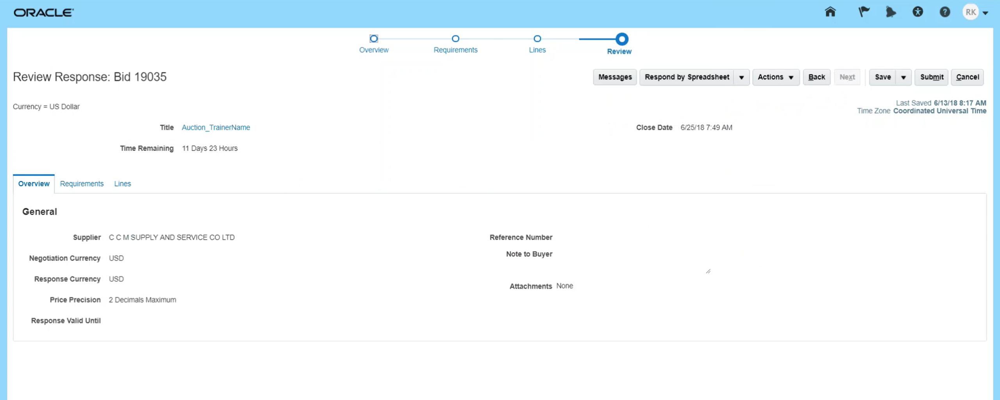 ORACLE
RK
Overview
Requirements
Lines
Review
Review Response: Bid 19035
Messages
Respond by Spreadsheet
Actions
Back
Next
Save
Submit
Cancel
Currency = US Dollar
Last Saved 6/13/18 8:17 AM
Time Zone Coordinated Universal Time
Title Auction_TrainerName
Close Date 6/25/18 7:49 AM
Time Remaining 11 Days 23 Hours
Overview
Requirements
Lines
General
Supplier C C M SUPPLY AND SERVICE CO LTD
Negotiation Currency USD
Response Currency USD
Price Precision 2 Decimals Maximum
Response Valid Until
Reference Number
Note to Buyer
Attachments None